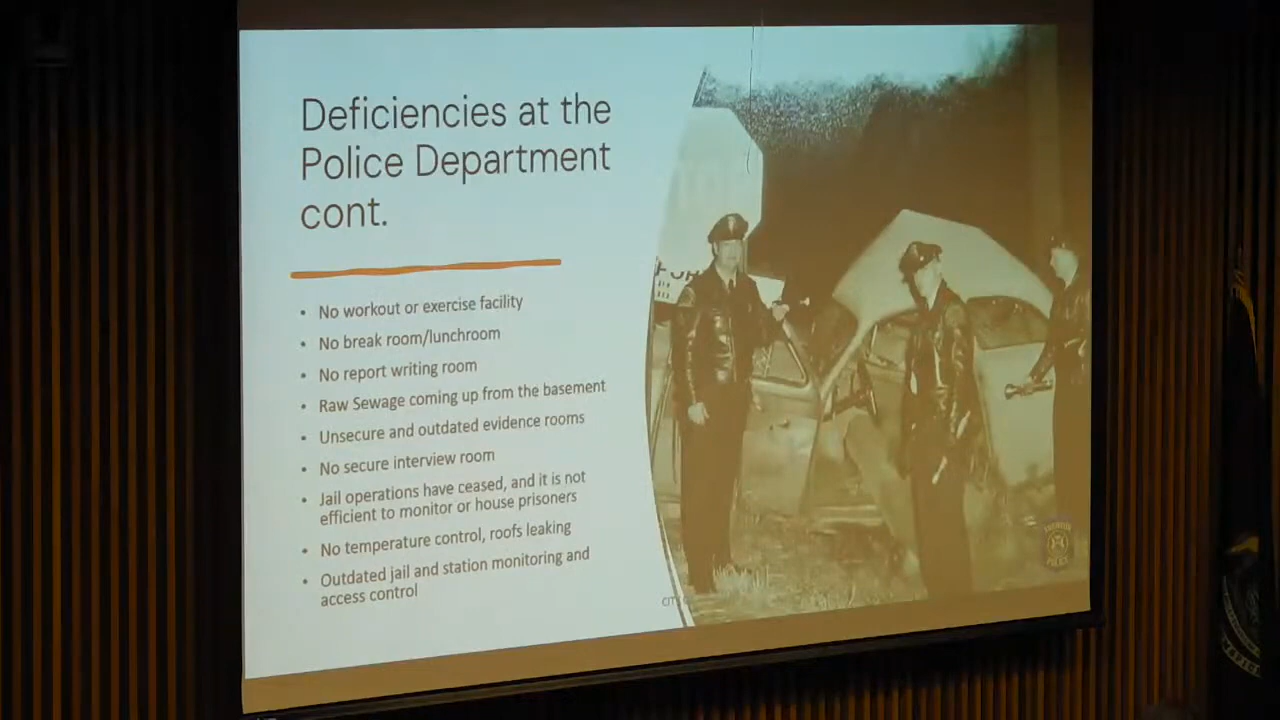 Deficiencies at the
Police Department
cont.
• No workout or exercise facility
• No break room/lunchroom
• No report writing room
• Raw Sewage coming up from the basement
• Unsecure and outdated evidence rooms
• No secure interview room
• Jail operations have ceased, and it is not
efficient to monitor or house prisoners
• No temperature control, roofs leaking
• Outdated jail and station monitoring and
access control
POLICE